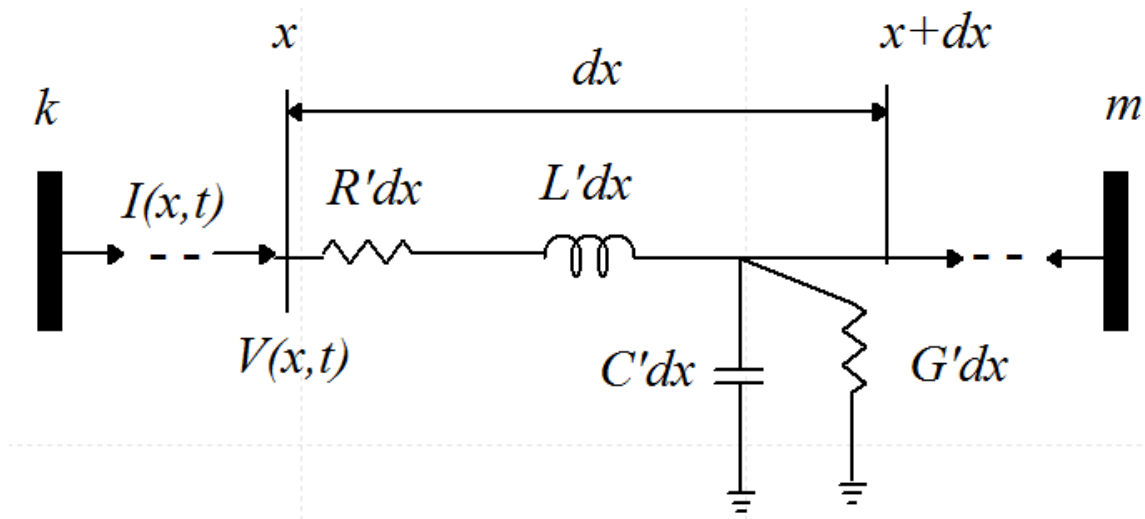 x
x+dx
dx
k
m
I(x,t)
R'dx
L'dx
V(x,t)
C'dx
G'dx